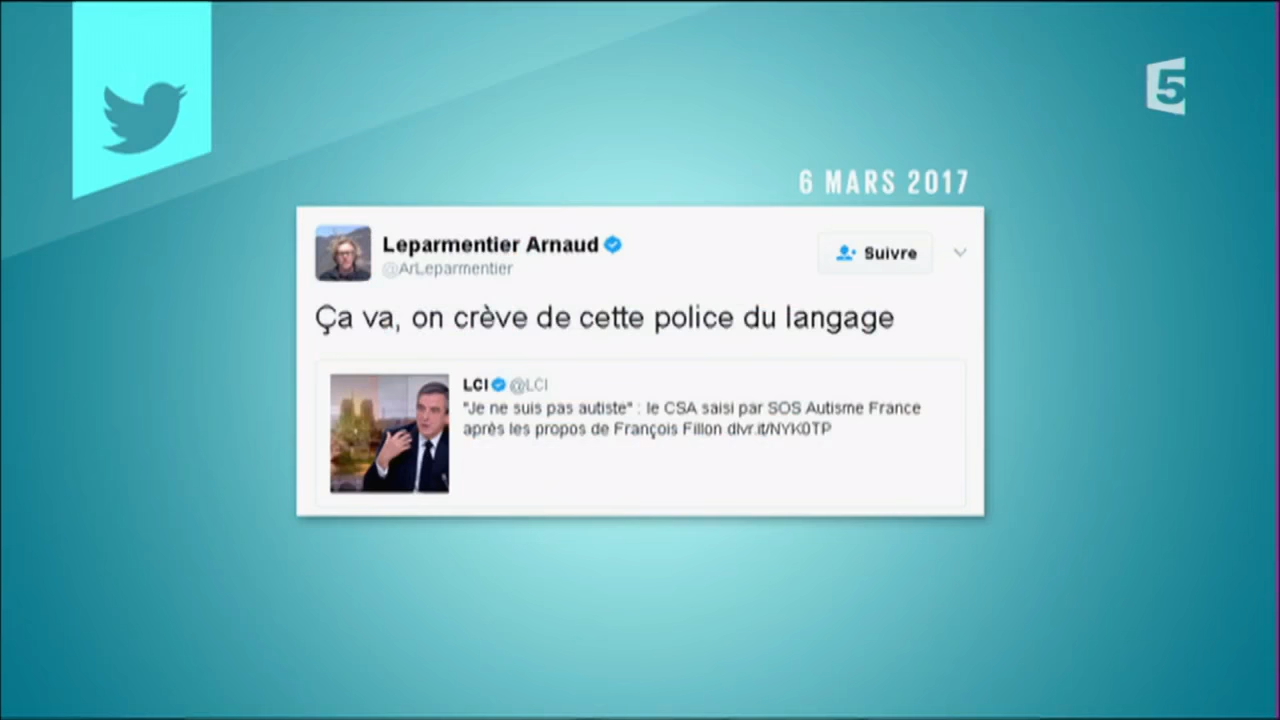 5
6 MARS 2017
Leparmentier Arnaud
@ArLeparmentier
Suivre
Ça va, on crève de cette police du langage
LCI @LCI
"Je ne suis pas autiste" : le CSA saisi par SOS Autisme France
après les propos de François Fillon dlvr.it/NYK0TP